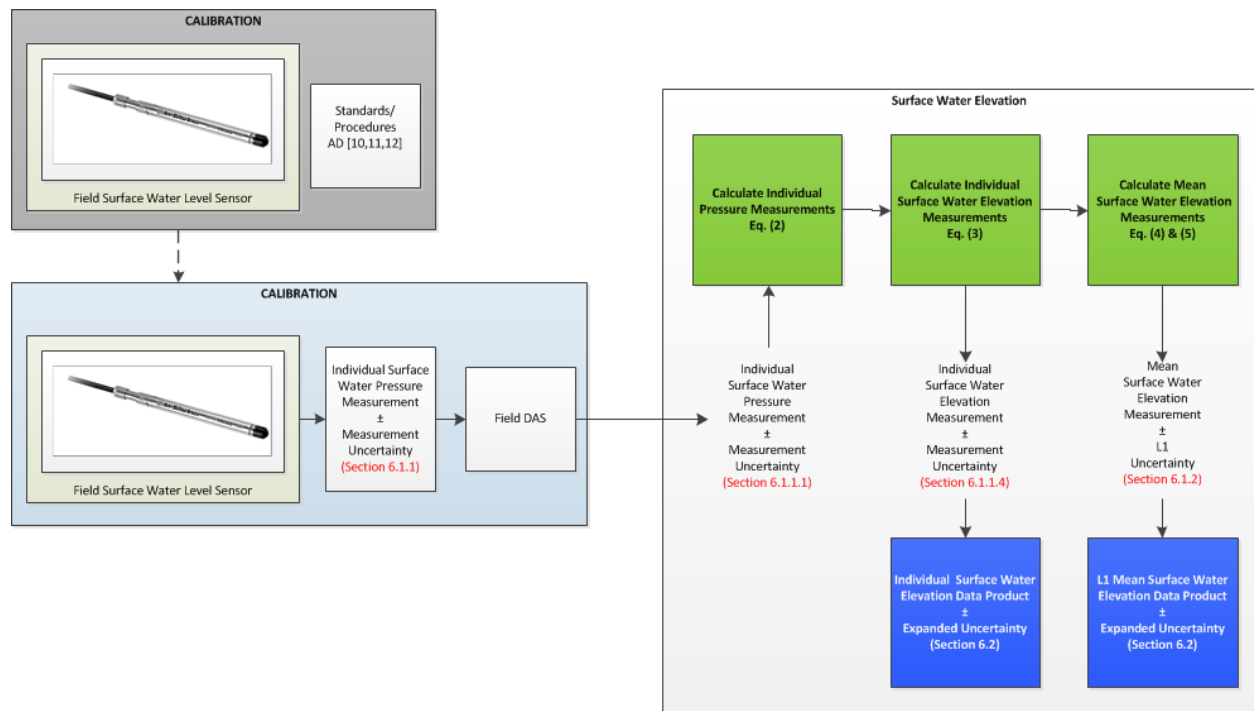 CALIBRATION
Standards/
Procedures
AD [10,11,12]
Field Surface Water Level Sensor
CALIBRATION
Field Surface Water Level Sensor
Individual Surface
Water Pressure
Measurement
±
Measurement
Uncertainty
(Section 6.1.1)
Field DAS
Surface Water Elevation
Calculate Individual
Pressure Measurements
Eq. (2)
Calculate Individual
Surface Water Elevation
Measurements
Eq. (3)
Calculate Mean
Surface Water Elevation
Measurements
Eq. (4) & (5)
Individual
Surface Water
Pressure
Measurement
±
Measurement
Uncertainty
(Section 6.1.1.1)
Individual
Surface Water
Elevation
Measurement
±
Measurement
Uncertainty
(Section 6.1.1.4)
Mean
Surface Water
Elevation
Measurement
±
L1
Uncertainty
(Section 6.1.2)
Individual Surface Water
Elevation Data Product
±
Expanded Uncertainty
(Section 6.2)
L1 Mean Surface Water
Elevation Data Product
±
Expanded Uncertainty
(Section 6.2)